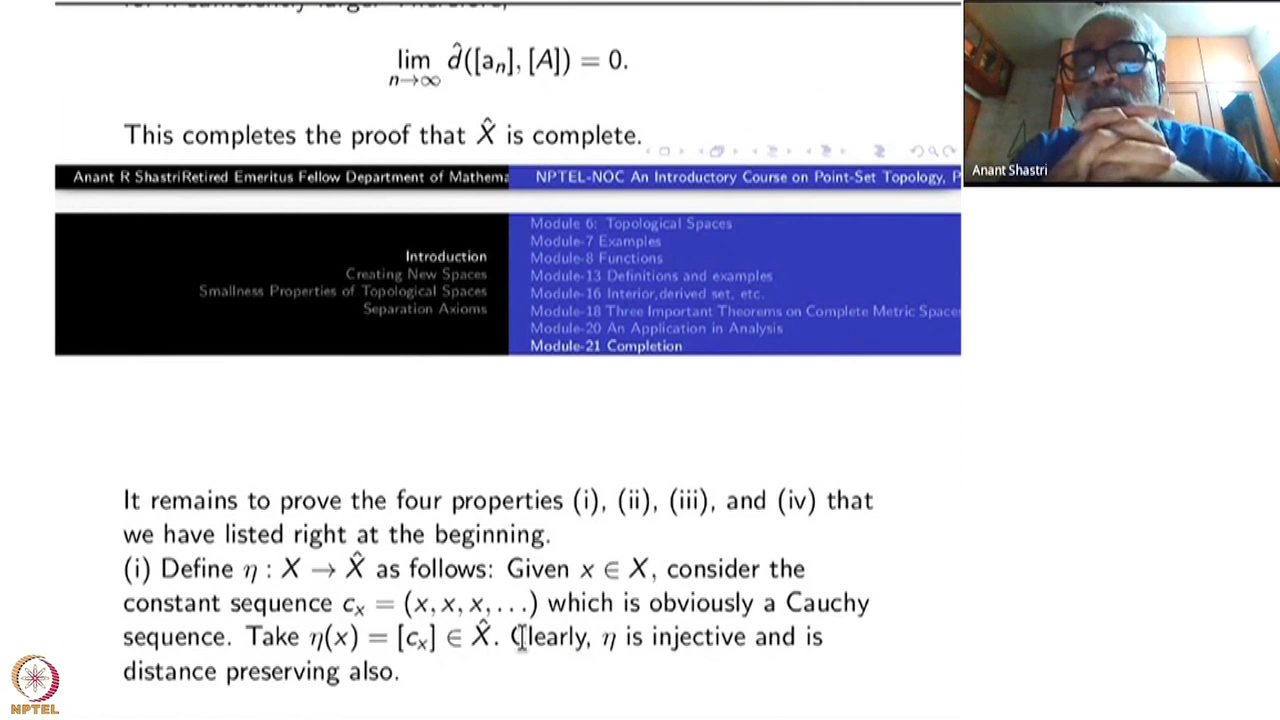 lim d̂([aₙ], [A]) = 0.
n→∞
This completes the proof that X̂ is complete.
Anant R ShastriRetired Emeritus Fellow Department of Mathema
NPTEL-NOC An Introductory Course on Point-Set Topology, P
Introduction
Creating New Spaces
Smallness Properties of Topological Spaces
Separation Axioms
Module 6: Topological Spaces
Module-7 Examples
Module-8 Functions
Module-13 Definitions and examples
Module-16 Interior,derived set, etc.
Module-18 Three Important Theorems on Complete Metric Space
Module-20 An Application in Analysis
Module-21 Completion
It remains to prove the four properties (i), (ii), (iii), and (iv) that
we have listed right at the beginning.
(i) Define η : X → X̂ as follows: Given x ∈ X, consider the
constant sequence cₓ = (x, x, x, . . .) which is obviously a Cauchy
sequence. Take η(x) = [cₓ] ∈ X̂. Clearly, η is injective and is
distance preserving also.
Anant Shastri
NPTEL